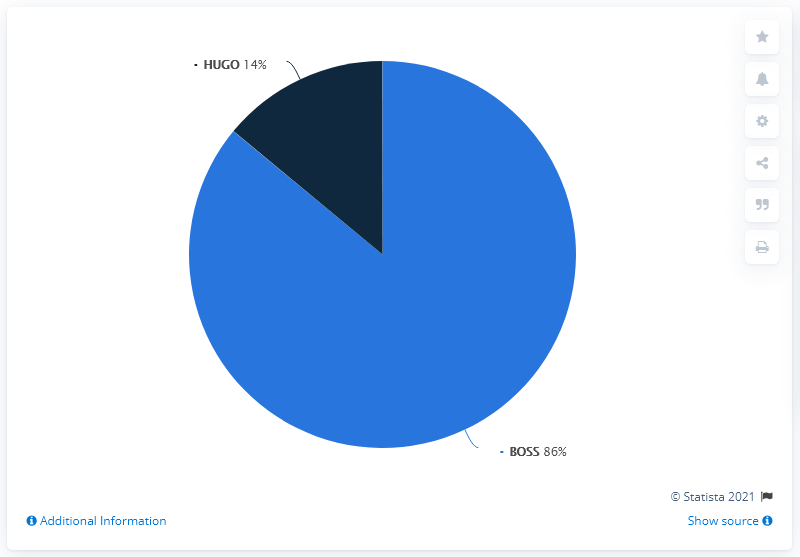 HUGO 14%
BOSS 86%
© Statista 2021
Additional Information
Show source